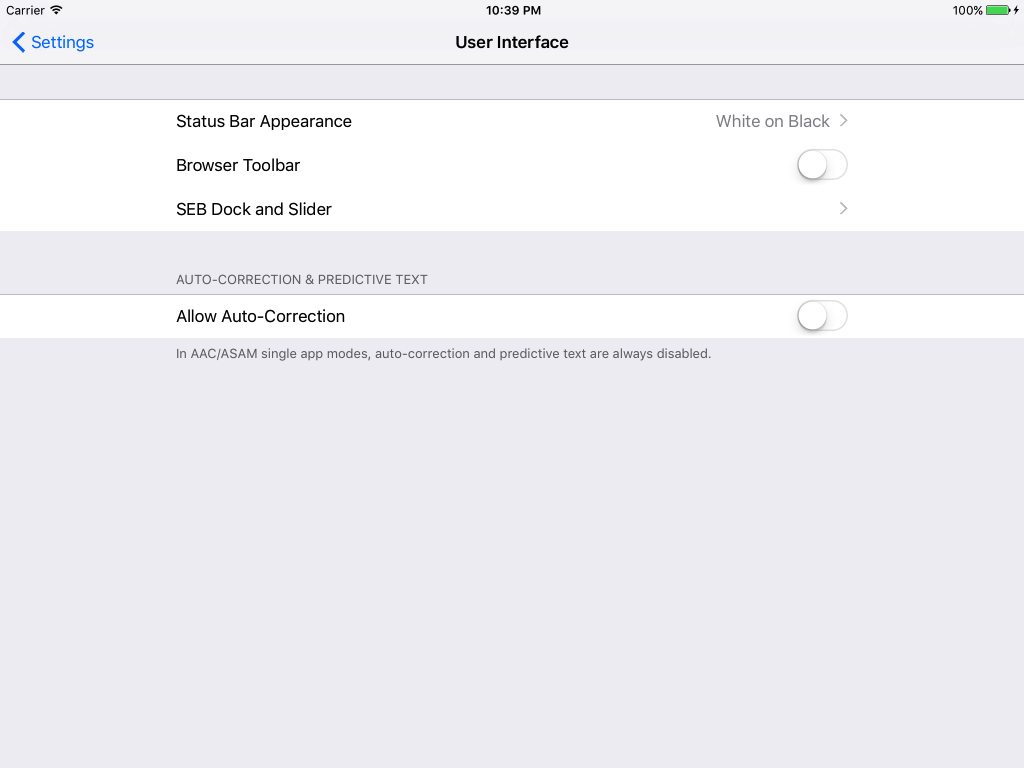 Carrier 10:39 PM 100%
Settings User Interface
Status Bar Appearance White on Black
Browser Toolbar
SEB Dock and Slider
AUTO-CORRECTION & PREDICTIVE TEXT
Allow Auto-Correction
In AAC/ASAM single app modes, auto-correction and predictive text are always disabled.